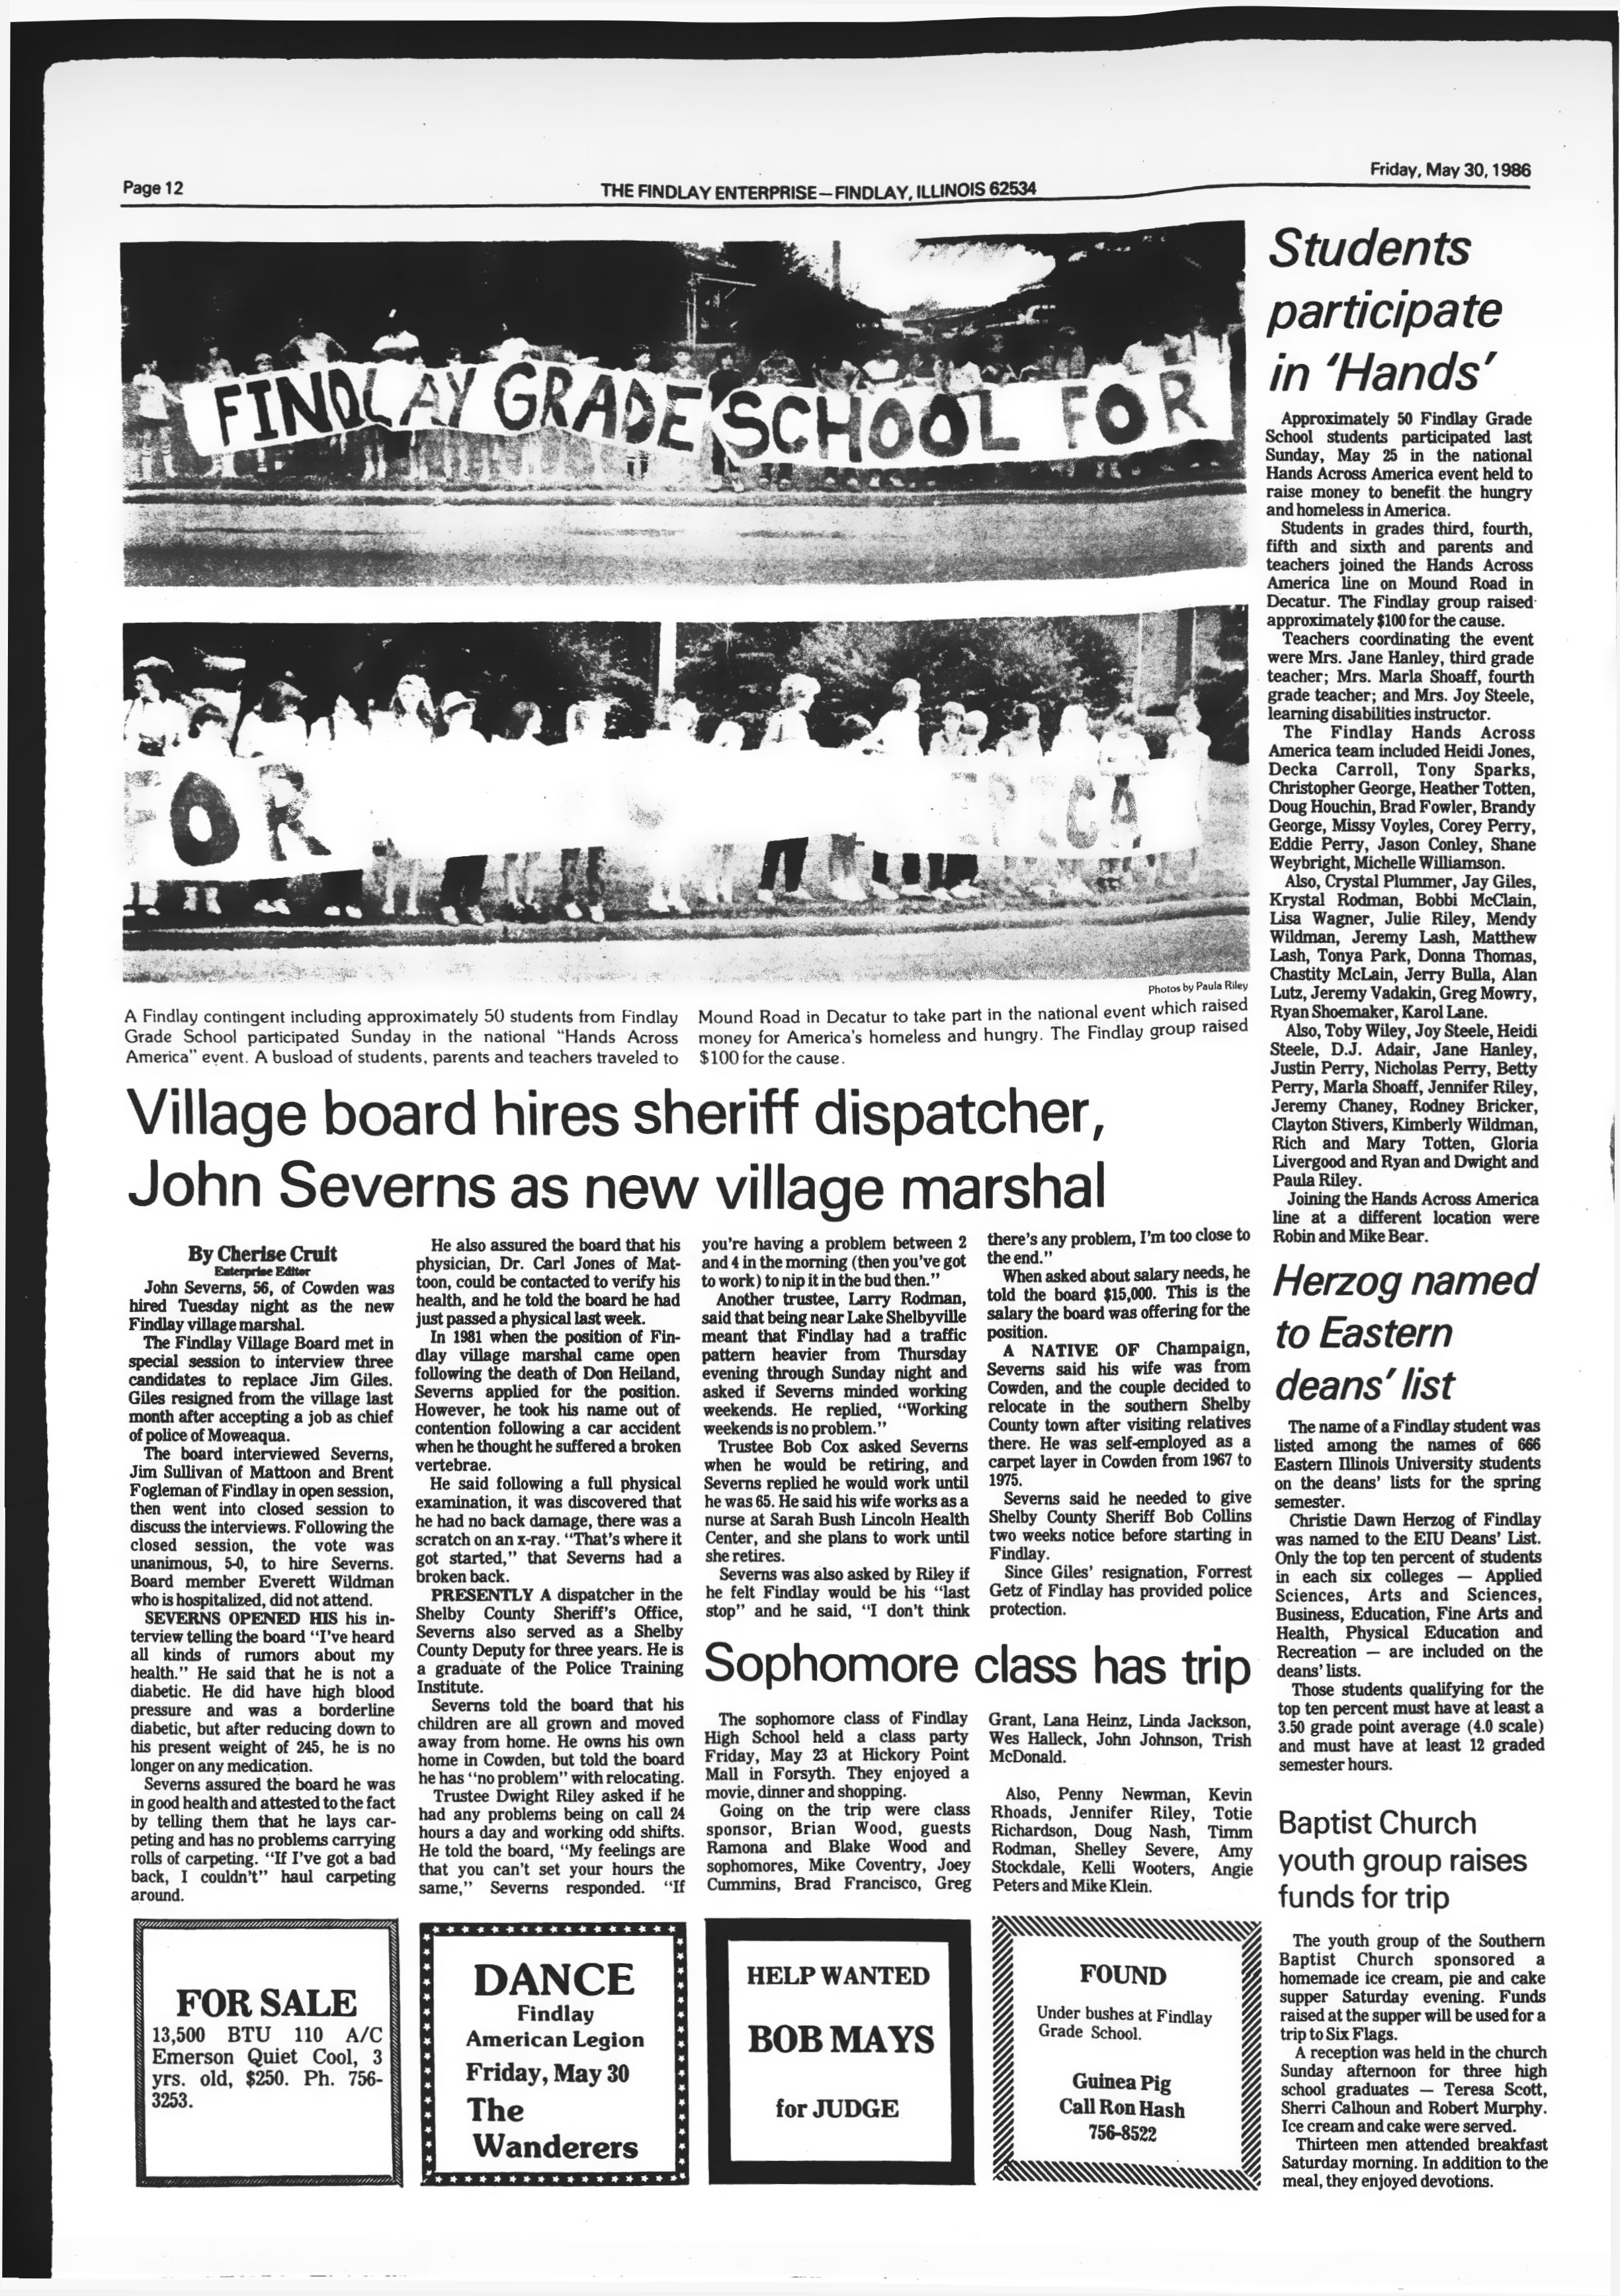 Page 12
THE FINDLAY ENTERPRISE—FINDLAY, ILLINOIS 62534
Friday, May 30, 1986
FINDLAY GRADE SCHOOL FOR
FOR
Photos by Paula Riley
A Findlay contingent including approximately 50 students from Findlay
Grade School participated Sunday in the national "Hands Across
America" event. A busload of students, parents and teachers traveled to
Mound Road in Decatur to take part in the national event which raised
money for America's homeless and hungry. The Findlay group raised
$100 for the cause.
Village board hires sheriff dispatcher,
John Severns as new village marshal
By Cherise Cruit
Enterprise Editor
John Severns, 56, of Cowden was
hired Tuesday night as the new
Findlay village marshal.
The Findlay Village Board met in
special session to interview three
candidates to replace Jim Giles.
Giles resigned from the village last
month after accepting a job as chief
of police of Moweaqua.
The board interviewed Severns,
Jim Sullivan of Mattoon and Brent
Fogleman of Findlay in open session,
then went into closed session to
discuss the interviews. Following the
closed session, the vote was
unanimous, 5-0, to hire Severns.
Board member Everett Wildman
who is hospitalized, did not attend.
SEVERNS OPENED HIS his in-
terview telling the board "I've heard
all kinds of rumors about my
health." He said that he is not a
diabetic. He did have high blood
pressure and was a borderline
diabetic, but after reducing down to
his present weight of 245, he is no
longer on any medication.
Severns assured the board he was
in good health and attested to the fact
by telling them that he lays car-
peting and has no problems carrying
rolls of carpeting. "If I've got a bad
back, I couldn't" haul carpeting
around.
He also assured the board that his
physician, Dr. Carl Jones of Mat-
toon, could be contacted to verify his
health, and he told the board he had
just passed a physical last week.
In 1981 when the position of Fin-
dlay village marshal came open
following the death of Don Heiland,
Severns applied for the position.
However, he took his name out of
contention following a car accident
when he thought he suffered a broken
vertebrae.
He said following a full physical
examination, it was discovered that
he had no back damage, there was a
scratch on an x-ray. "That's where it
got started," that Severns had a
broken back.
PRESENTLY A dispatcher in the
Shelby County Sheriff's Office,
Severns also served as a Shelby
County Deputy for three years. He is
a graduate of the Police Training
Institute.
Severns told the board that his
children are all grown and moved
away from home. He owns his own
home in Cowden, but told the board
he has "no problem" with relocating.
Trustee Dwight Riley asked if he
had any problems being on call 24
hours a day and working odd shifts.
He told the board, "My feelings are
that you can't set your hours the
same," Severns responded. "If
you're having a problem between 2
and 4 in the morning (then you've got
to work) to nip it in the bud then."
Another trustee, Larry Rodman,
said that being near Lake Shelbyville
meant that Findlay had a traffic
pattern heavier from Thursday
evening through Sunday night and
asked if Severns minded working
weekends. He replied, "Working
weekends is no problem."
Trustee Bob Cox asked Severns
when he would be retiring, and
Severns replied he would work until
he was 65. He said his wife works as a
nurse at Sarah Bush Lincoln Health
Center, and she plans to work until
she retires.
Severns was also asked by Riley if
he felt Findlay would be his "last
stop" and he said, "I don't think
there's any problem, I'm too close to
the end."
When asked about salary needs, he
told the board $15,000. This is the
salary the board was offering for the
position.
A NATIVE OF Champaign,
Severns said his wife was from
Cowden, and the couple decided to
relocate in the southern Shelby
County town after visiting relatives
there. He was self-employed as a
carpet layer in Cowden from 1967 to
1975.
Severns said he needed to give
Shelby County Sheriff Bob Collins
two weeks notice before starting in
Findlay.
Since Giles' resignation, Forrest
Getz of Findlay has provided police
protection.
Sophomore class has trip
The sophomore class of Findlay
High School held a class party
Friday, May 23 at Hickory Point
Mall in Forsyth. They enjoyed a
movie, dinner and shopping.
Going on the trip were class
sponsor, Brian Wood, guests
Ramona and Blake Wood and
sophomores, Mike Coventry, Joey
Cummins, Brad Francisco, Greg
Grant, Lana Heinz, Linda Jackson,
Wes Halleck, John Johnson, Trish
McDonald.
Also, Penny Newman, Kevin
Rhoads, Jennifer Riley, Totie
Richardson, Doug Nash, Timm
Rodman, Shelley Severe, Amy
Stockdale, Kelli Wooters, Angie
Peters and Mike Klein.
Students
participate
in 'Hands'
Approximately 50 Findlay Grade
School students participated last
Sunday, May 25 in the national
Hands Across America event held to
raise money to benefit the hungry
and homeless in America.
Students in grades third, fourth,
fifth and sixth and parents and
teachers joined the Hands Across
America line on Mound Road in
Decatur. The Findlay group raised
approximately $100 for the cause.
Teachers coordinating the event
were Mrs. Jane Hanley, third grade
teacher; Mrs. Marla Shoaff, fourth
grade teacher; and Mrs. Joy Steele,
learning disabilities instructor.
The Findlay Hands Across
America team included Heidi Jones,
Decka Carroll, Tony Sparks,
Christopher George, Heather Totten,
Doug Houchin, Brad Fowler, Brandy
George, Missy Voyles, Corey Perry,
Eddie Perry, Jason Conley, Shane
Weybright, Michelle Williamson.
Also, Crystal Plummer, Jay Giles,
Krystal Rodman, Bobbi McClain,
Lisa Wagner, Julie Riley, Mendy
Wildman, Jeremy Lash, Matthew
Lash, Tonya Park, Donna Thomas,
Chastity McLain, Jerry Bulla, Alan
Lutz, Jeremy Vadakin, Greg Mowry,
Ryan Shoemaker, Karol Lane.
Also, Toby Wiley, Joy Steele, Heidi
Steele, D.J. Adair, Jane Hanley,
Justin Perry, Nicholas Perry, Betty
Perry, Marla Shoaff, Jennifer Riley,
Jeremy Chaney, Rodney Bricker,
Clayton Stivers, Kimberly Wildman,
Rich and Mary Totten, Gloria
Livergood and Ryan and Dwight and
Paula Riley.
Joining the Hands Across America
line at a different location were
Robin and Mike Bear.
Herzog named
to Eastern
deans' list
The name of a Findlay student was
listed among the names of 666
Eastern Illinois University students
on the deans' lists for the spring
semester.
Christie Dawn Herzog of Findlay
was named to the EIU Deans' List.
Only the top ten percent of students
in each six colleges — Applied
Sciences, Arts and Sciences,
Business, Education, Fine Arts and
Health, Physical Education and
Recreation — are included on the
deans' lists.
Those students qualifying for the
top ten percent must have at least a
3.50 grade point average (4.0 scale)
and must have at least 12 graded
semester hours.
Baptist Church
youth group raises
funds for trip
The youth group of the Southern
Baptist Church sponsored a
homemade ice cream, pie and cake
supper Saturday evening. Funds
raised at the supper will be used for a
trip to Six Flags.
A reception was held in the church
Sunday afternoon for three high
school graduates — Teresa Scott,
Sherri Calhoun and Robert Murphy.
Ice cream and cake were served.
Thirteen men attended breakfast
Saturday morning. In addition to the
meal, they enjoyed devotions.
FOR SALE
13,500 BTU 110 A/C
Emerson Quiet Cool, 3
yrs. old, $250. Ph. 756-
3253.
DANCE
Findlay
American Legion
Friday, May 30
The
Wanderers
HELP WANTED
BOB MAYS
for JUDGE
FOUND
Under bushes at Findlay
Grade School.
Guinea Pig
Call Ron Hash
756-8522